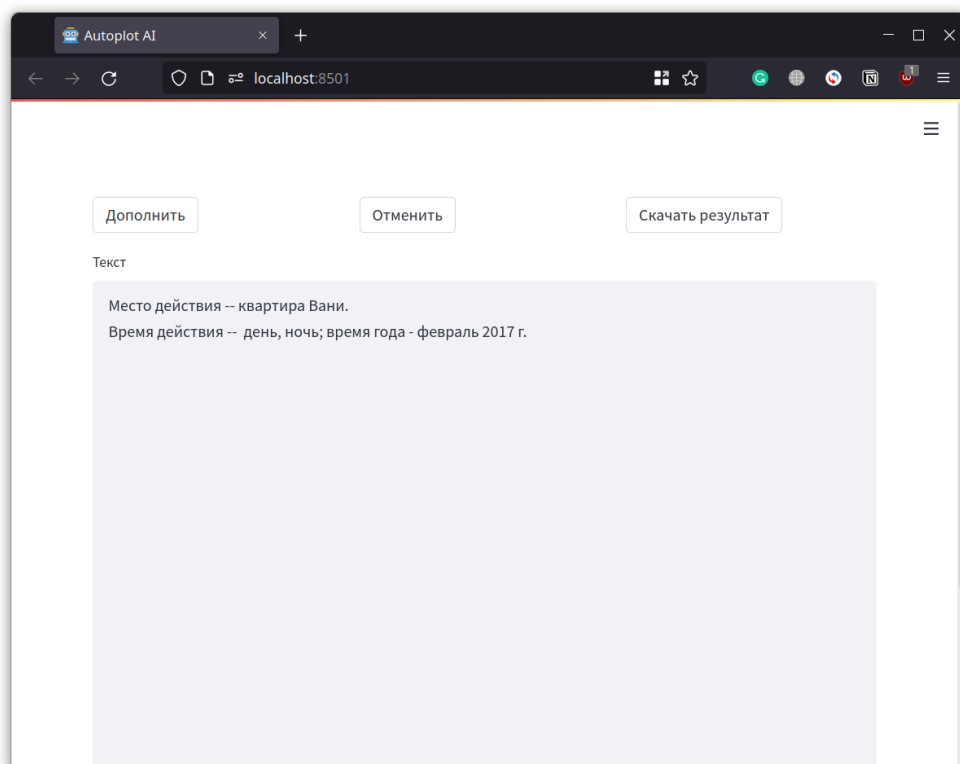 Autoplot AI
localhost:8501
1
Дополнить
Отменить
Скачать результат
Текст
Место действия -- квартира Вани.
Время действия --  день, ночь; время года - февраль 2017 г.